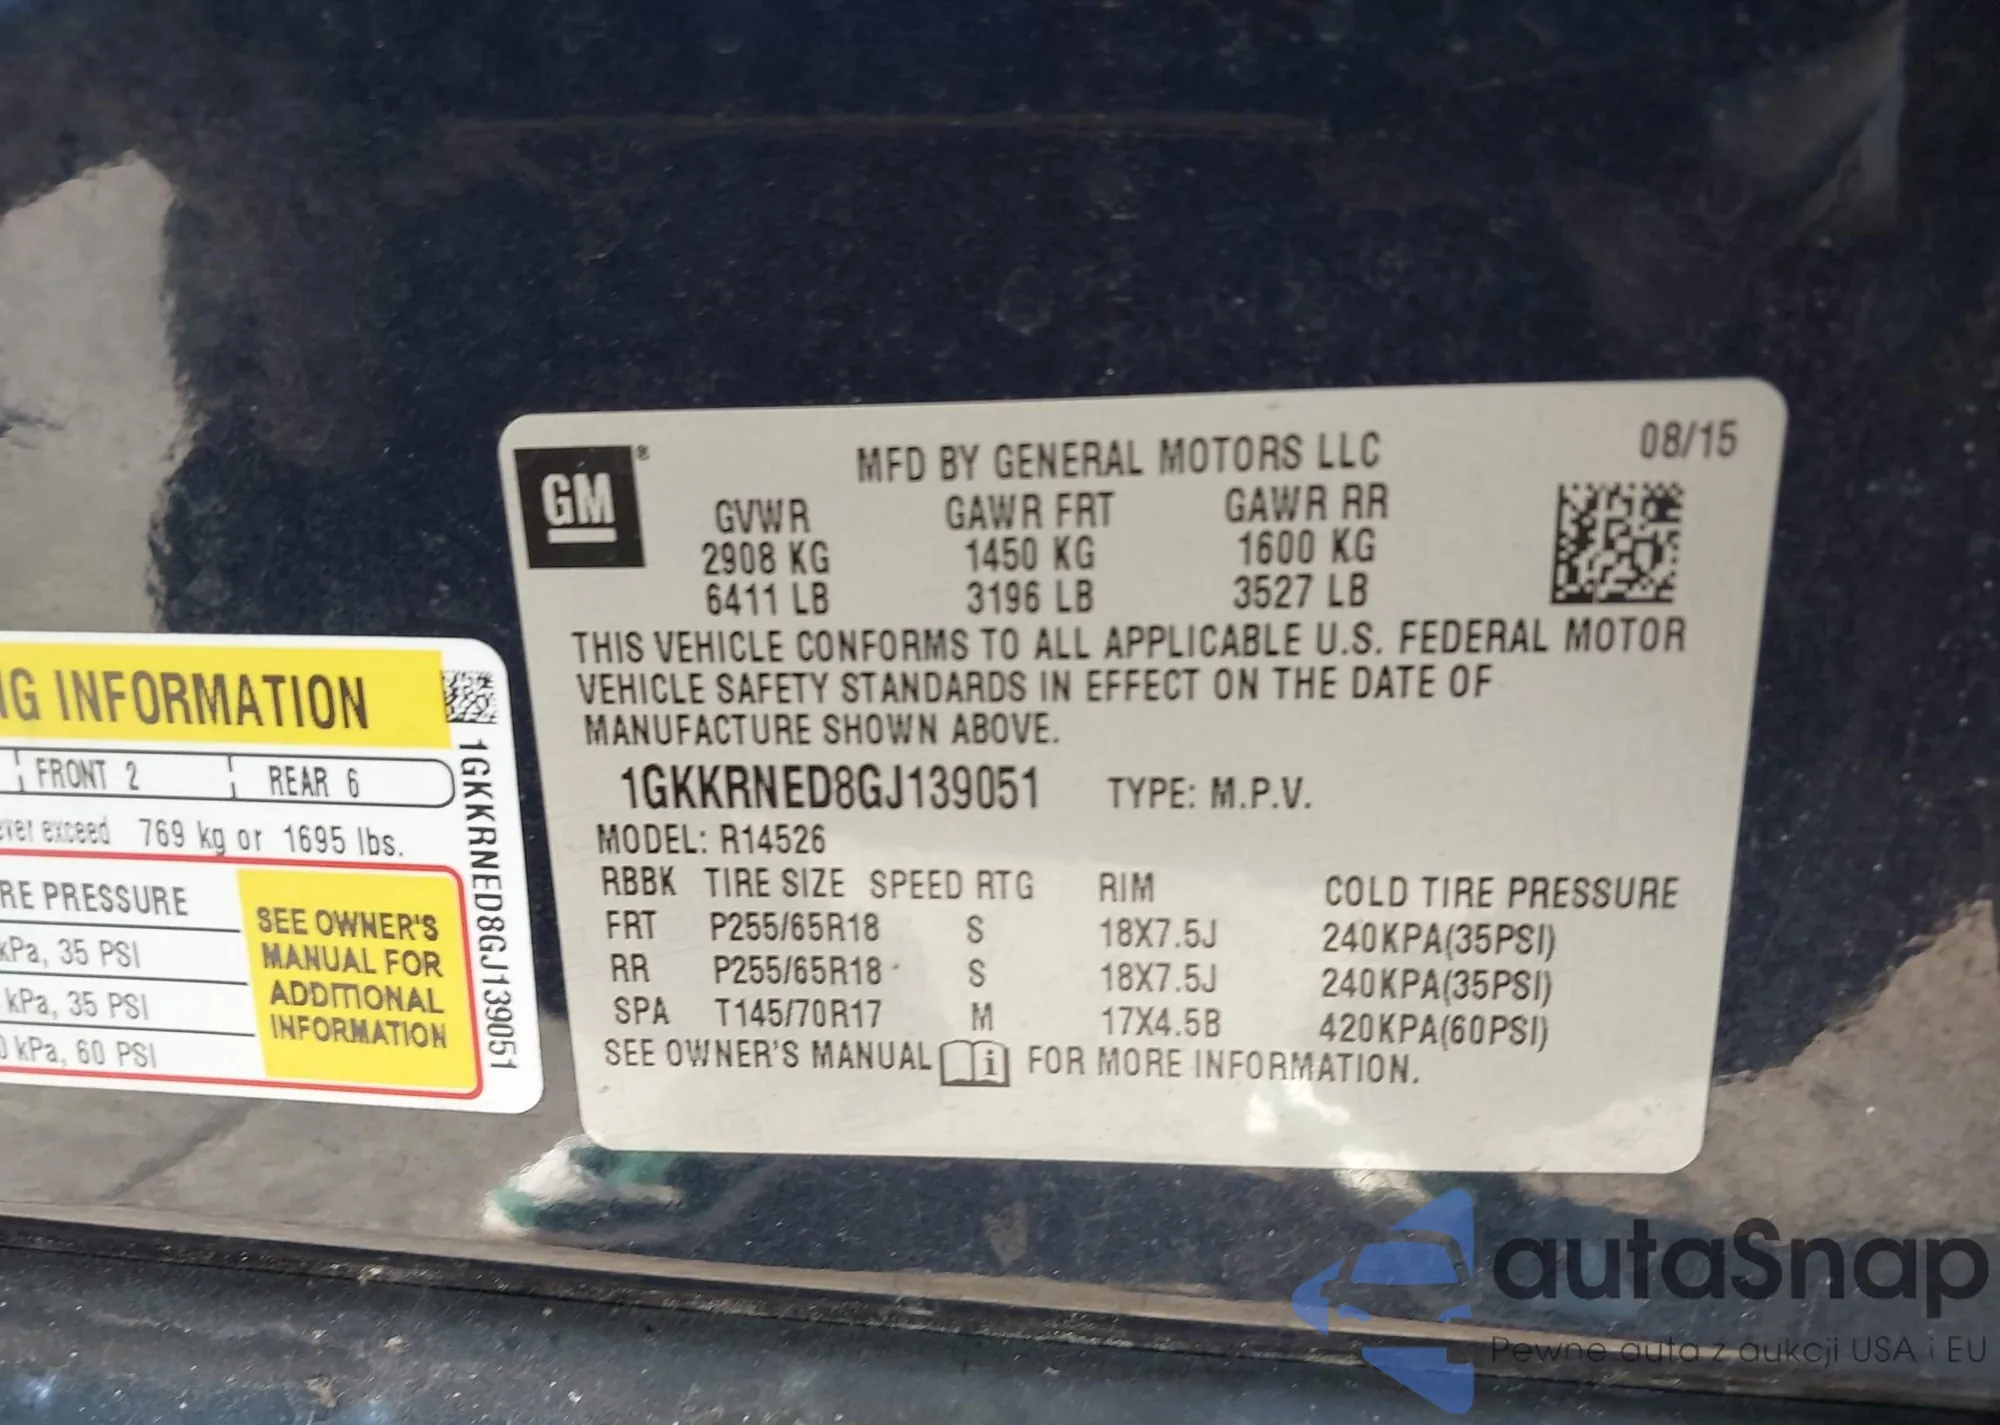 GM®
MFD BY GENERAL MOTORS LLC 08/15
GVWR GAWR FRT GAWR RR
2908 KG 1450 KG 1600 KG
6411 LB 3196 LB 3527 LB
THIS VEHICLE CONFORMS TO ALL APPLICABLE U.S. FEDERAL MOTOR
VEHICLE SAFETY STANDARDS IN EFFECT ON THE DATE OF
MANUFACTURE SHOWN ABOVE.
1GKKRNED8GJ139051 TYPE: M.P.V.
MODEL: R14526
RBBK TIRE SIZE SPEED RTG RIM COLD TIRE PRESSURE
FRT P255/65R18 S 18X7.5J 240KPA(35PSI)
RR P255/65R18 S 18X7.5J 240KPA(35PSI)
SPA T145/70R17 M 17X4.5B 420KPA(60PSI)
SEE OWNER'S MANUAL i FOR MORE INFORMATION.
NG INFORMATION
FRONT 2 REAR 6
ver exceed 769 kg or 1695 lbs.
RE PRESSURE
kPa, 35 PSI
kPa, 35 PSI
0 kPa, 60 PSI
SEE OWNER'S
MANUAL FOR
ADDITIONAL
INFORMATION
1GKKRNED8GJ139051
autaSnap
Pewne auta z aukcji USA i EU